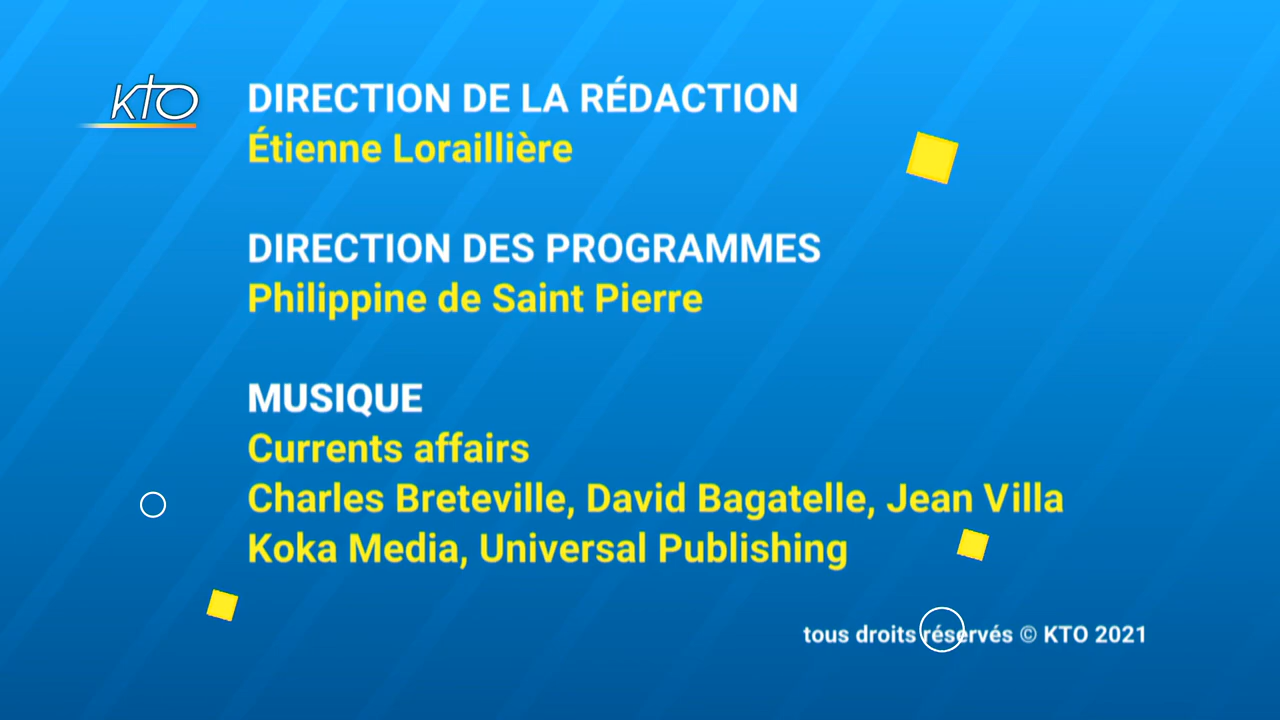 KTO
DIRECTION DE LA RÉDACTION
Étienne Loraillière
DIRECTION DES PROGRAMMES
Philippine de Saint Pierre
MUSIQUE
Currents affairs
Charles Breteville, David Bagatelle, Jean Villa
Koka Media, Universal Publishing
tous droits réservés © KTO 2021